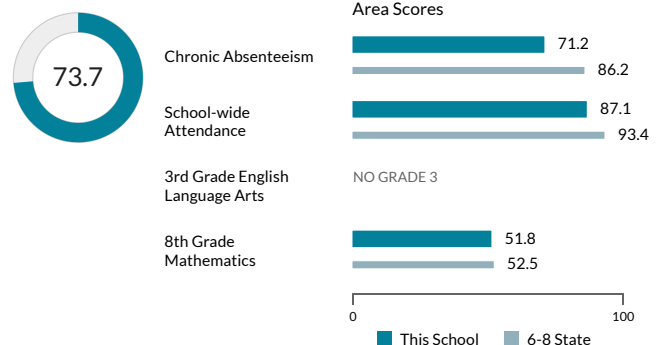 Area Scores
73.7
Chronic Absenteeism
71.2
86.2
School-wide
Attendance
87.1
93.4
3rd Grade English
Language Arts
NO GRADE 3
8th Grade
Mathematics
51.8
52.5
0
100
This School
6-8 State